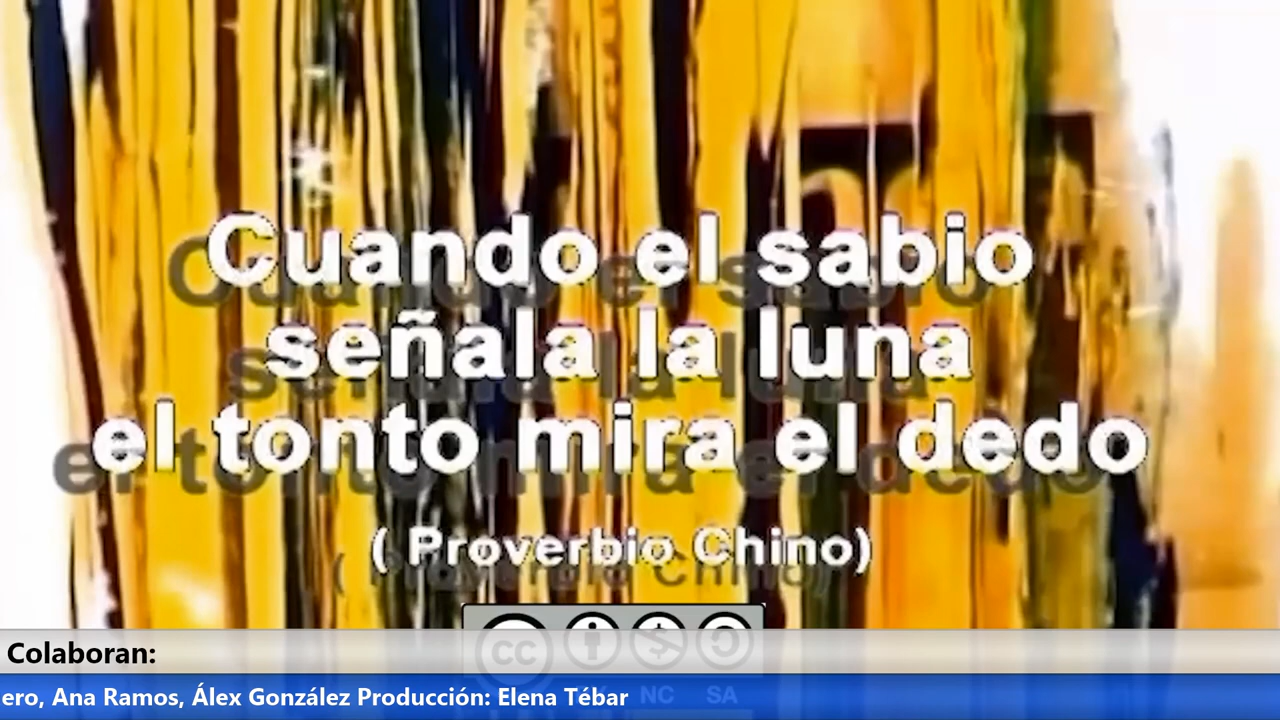 Cuando el sabio
señala la luna
el tonto mira el dedo
( Proverbio Chino)
cc
NC SA
Colaboran:
ero, Ana Ramos, Álex González Producción: Elena Tébar